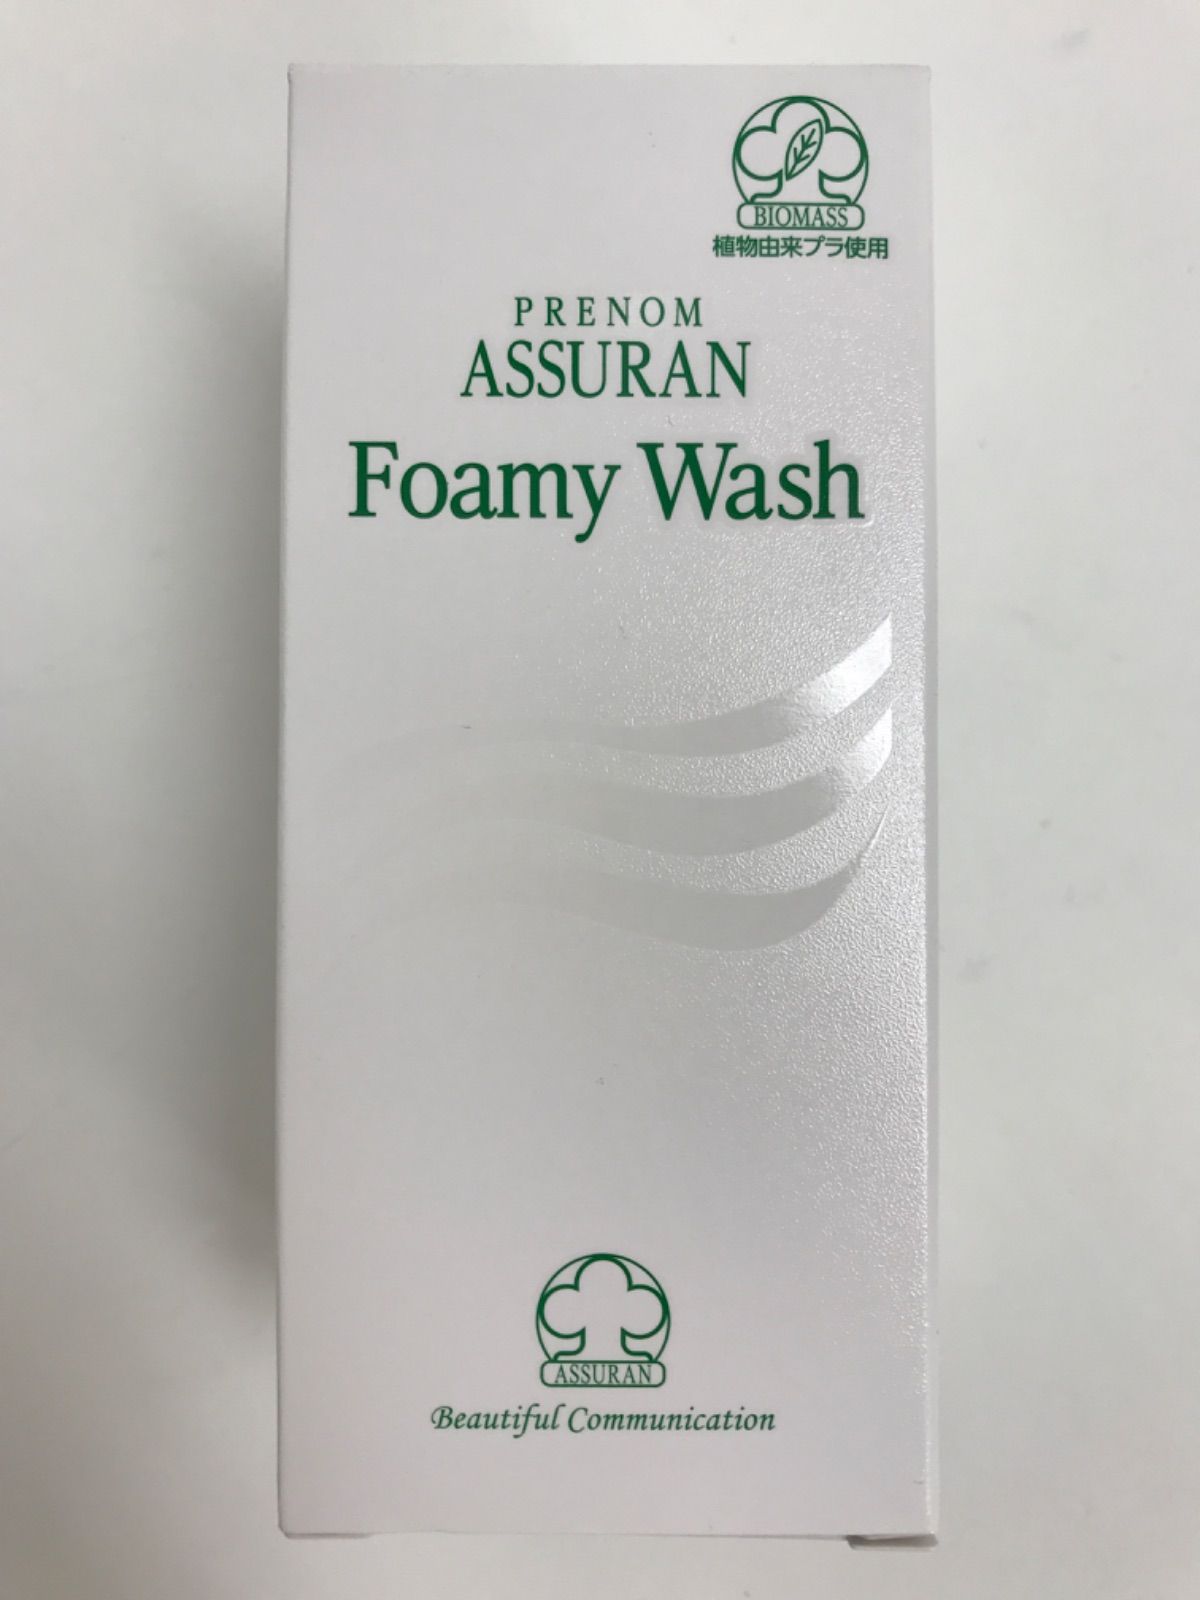 BIOMASS
植物由来プラ使用
PRENOM
ASSURAN
Foamy Wash
ASSURAN
Beautiful Communication